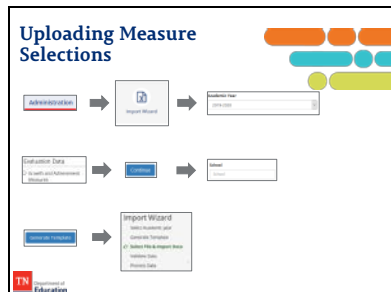 Uploading Measure
Selections
Administration
Import Wizard
Academic Year
Evaluation Data
Growth and Achievement
Measures
Continue
School
School
Generate Template
Import Wizard
Select Academic Year
Generate Template
Select File & Import Data
Validate Data
Process Data
TN
Department of
Education